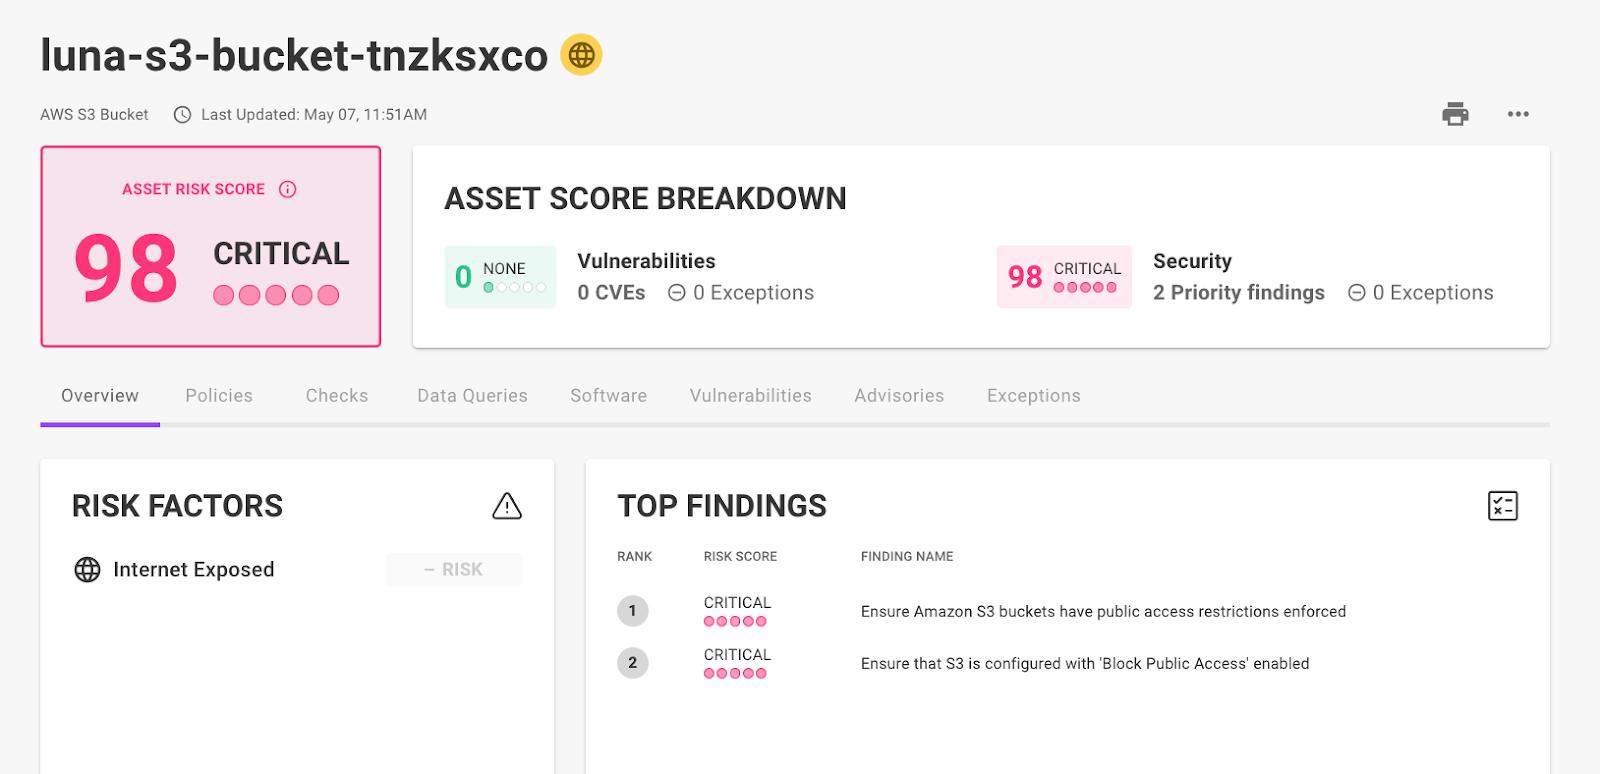 luna-s3-bucket-tnzksxco
AWS S3 Bucket Last Updated: May 07, 11:51AM
ASSET RISK SCORE
98 CRITICAL
ASSET SCORE BREAKDOWN
0 NONE
Vulnerabilities
0 CVEs 0 Exceptions
98 CRITICAL
Security
2 Priority findings 0 Exceptions
Overview Policies Checks Data Queries Software Vulnerabilities Advisories Exceptions
RISK FACTORS
Internet Exposed – RISK
TOP FINDINGS
RANK RISK SCORE FINDING NAME
1 CRITICAL Ensure Amazon S3 buckets have public access restrictions enforced
2 CRITICAL Ensure that S3 is configured with 'Block Public Access' enabled